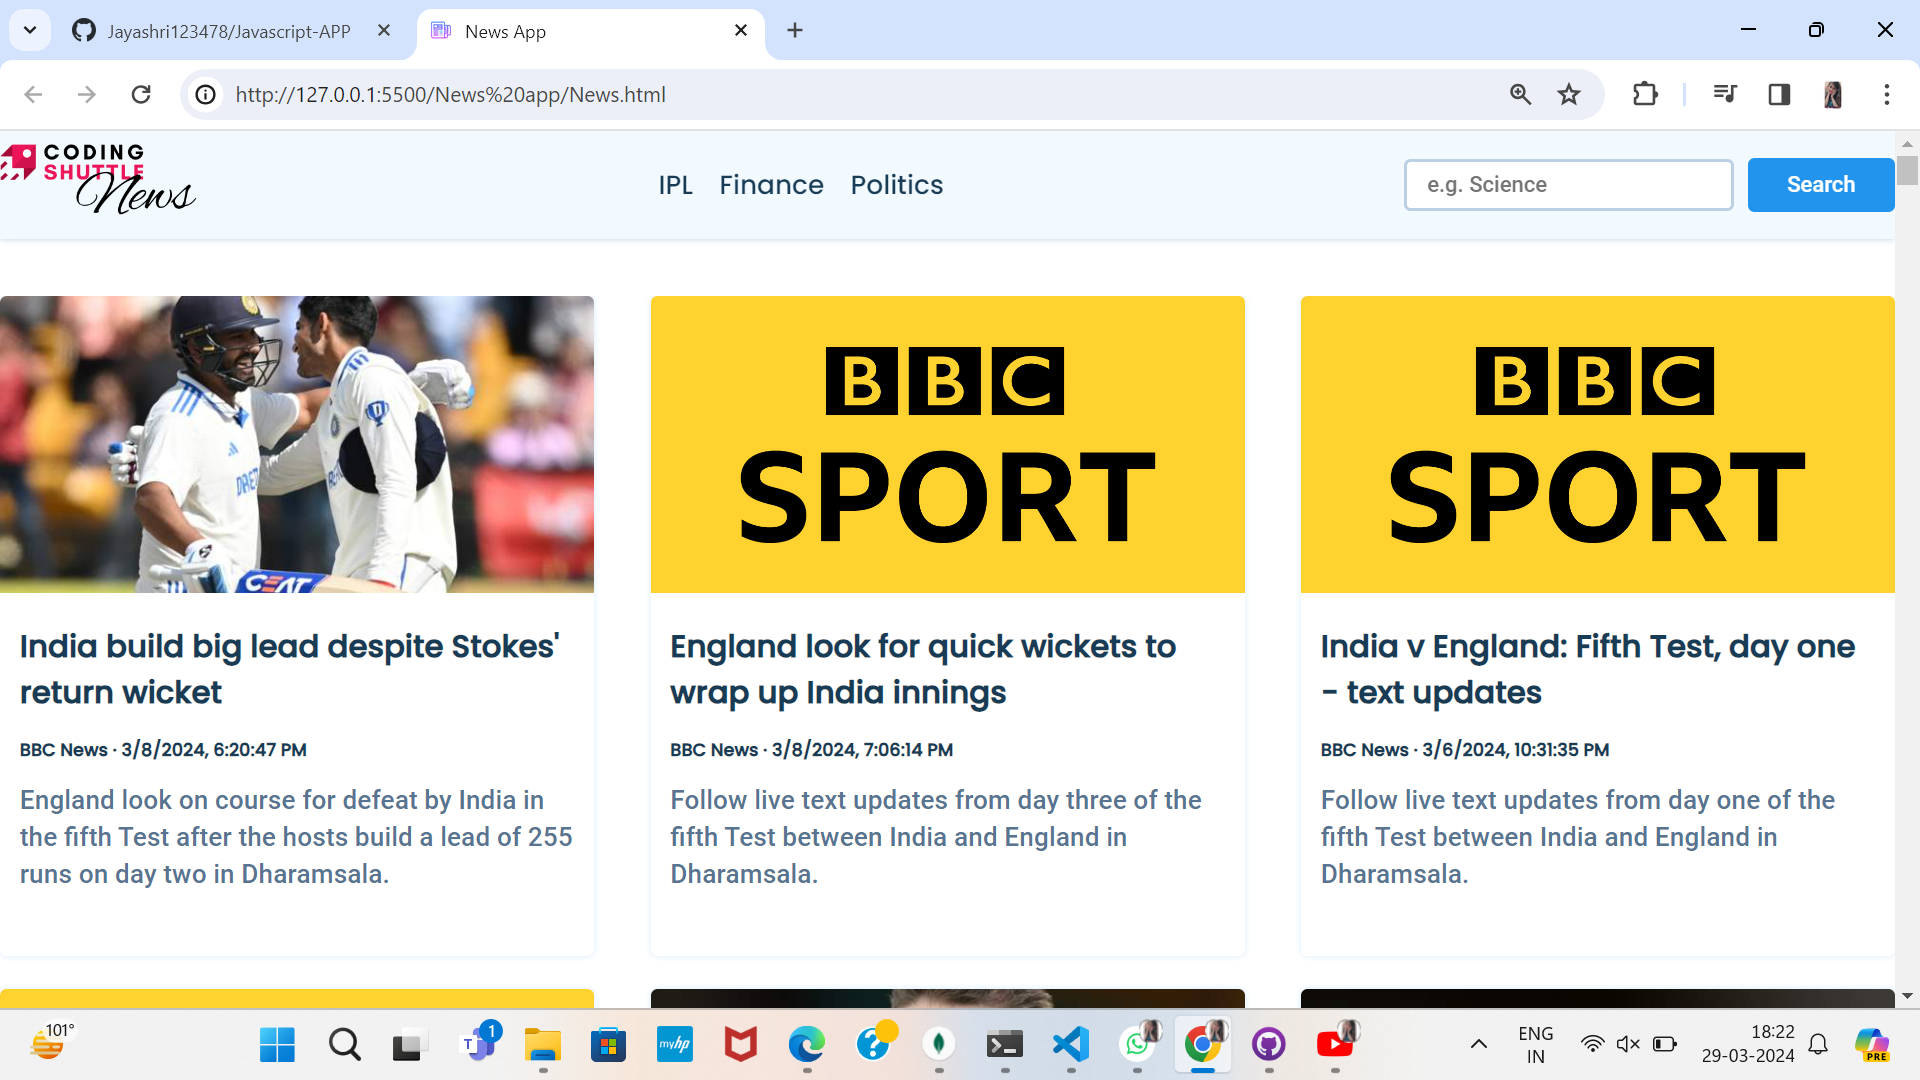 Jayashri123478/Javascript-APP
News App
http://127.0.0.1:5500/News%20app/News.html
CODING
SHUTTLE
News
IPL Finance Politics
e.g. Science
Search
CEAT
BBC
SPORT
BBC
SPORT
India build big lead despite Stokes'
return wicket
BBC News · 3/8/2024, 6:20:47 PM
England look on course for defeat by India in
the fifth Test after the hosts build a lead of 255
runs on day two in Dharamsala.
England look for quick wickets to
wrap up India innings
BBC News · 3/8/2024, 7:06:14 PM
Follow live text updates from day three of the
fifth Test between India and England in
Dharamsala.
India v England: Fifth Test, day one
- text updates
BBC News · 3/6/2024, 10:31:35 PM
Follow live text updates from day one of the
fifth Test between India and England in
Dharamsala.
101°
T
1
myhp
?
ENG
IN
18:22
29-03-2024
PRE